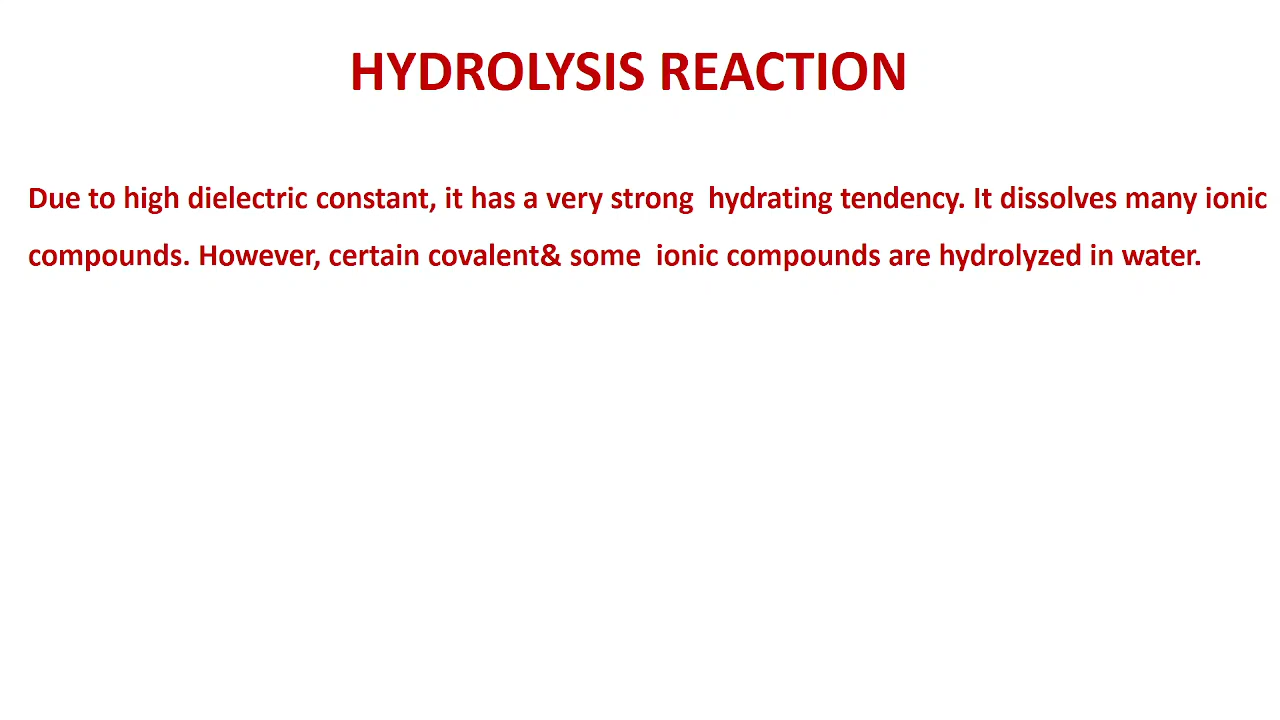 HYDROLYSIS REACTION
Due to high dielectric constant, it has a very strong  hydrating tendency. It dissolves many ionic
compounds. However, certain covalent& some  ionic compounds are hydrolyzed in water.